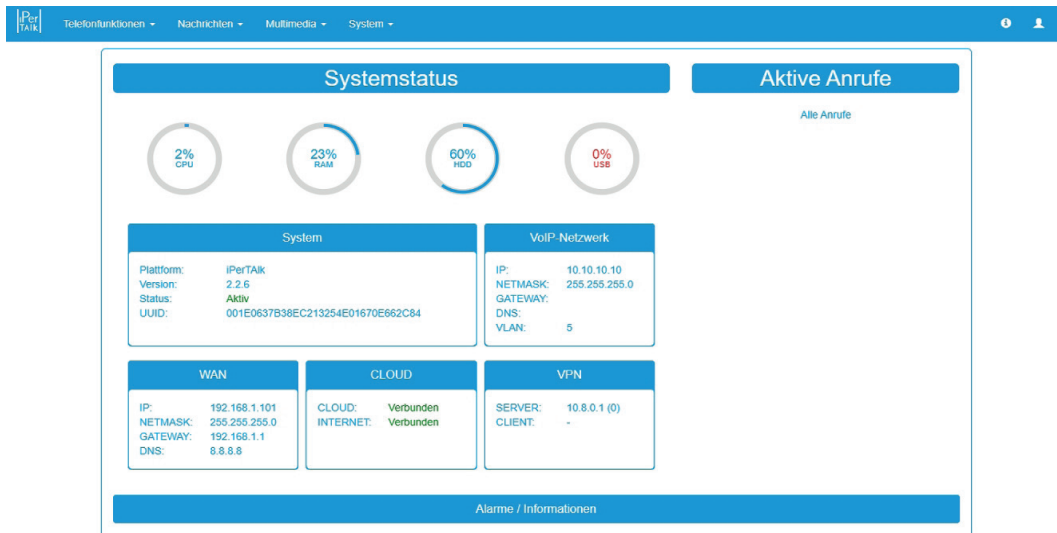 iPer
TAlk
Telefonfunktionen
Nachrichten
Multimedia
System
Systemstatus
Aktive Anrufe
Alle Anrufe
2%
CPU
23%
RAM
60%
HDD
0%
USB
System
Plattform: iPerTAlk
Version: 2.2.6
Status: Aktiv
UUID: 001E0637B38EC213254E01670E662C84
VoIP-Netzwerk
IP: 10.10.10.10
NETMASK: 255.255.255.0
GATEWAY:
DNS:
VLAN: 5
WAN
IP: 192.168.1.101
NETMASK: 255.255.255.0
GATEWAY: 192.168.1.1
DNS: 8.8.8.8
CLOUD
CLOUD: Verbunden
INTERNET: Verbunden
VPN
SERVER: 10.8.0.1 (0)
CLIENT: -
Alarme / Informationen